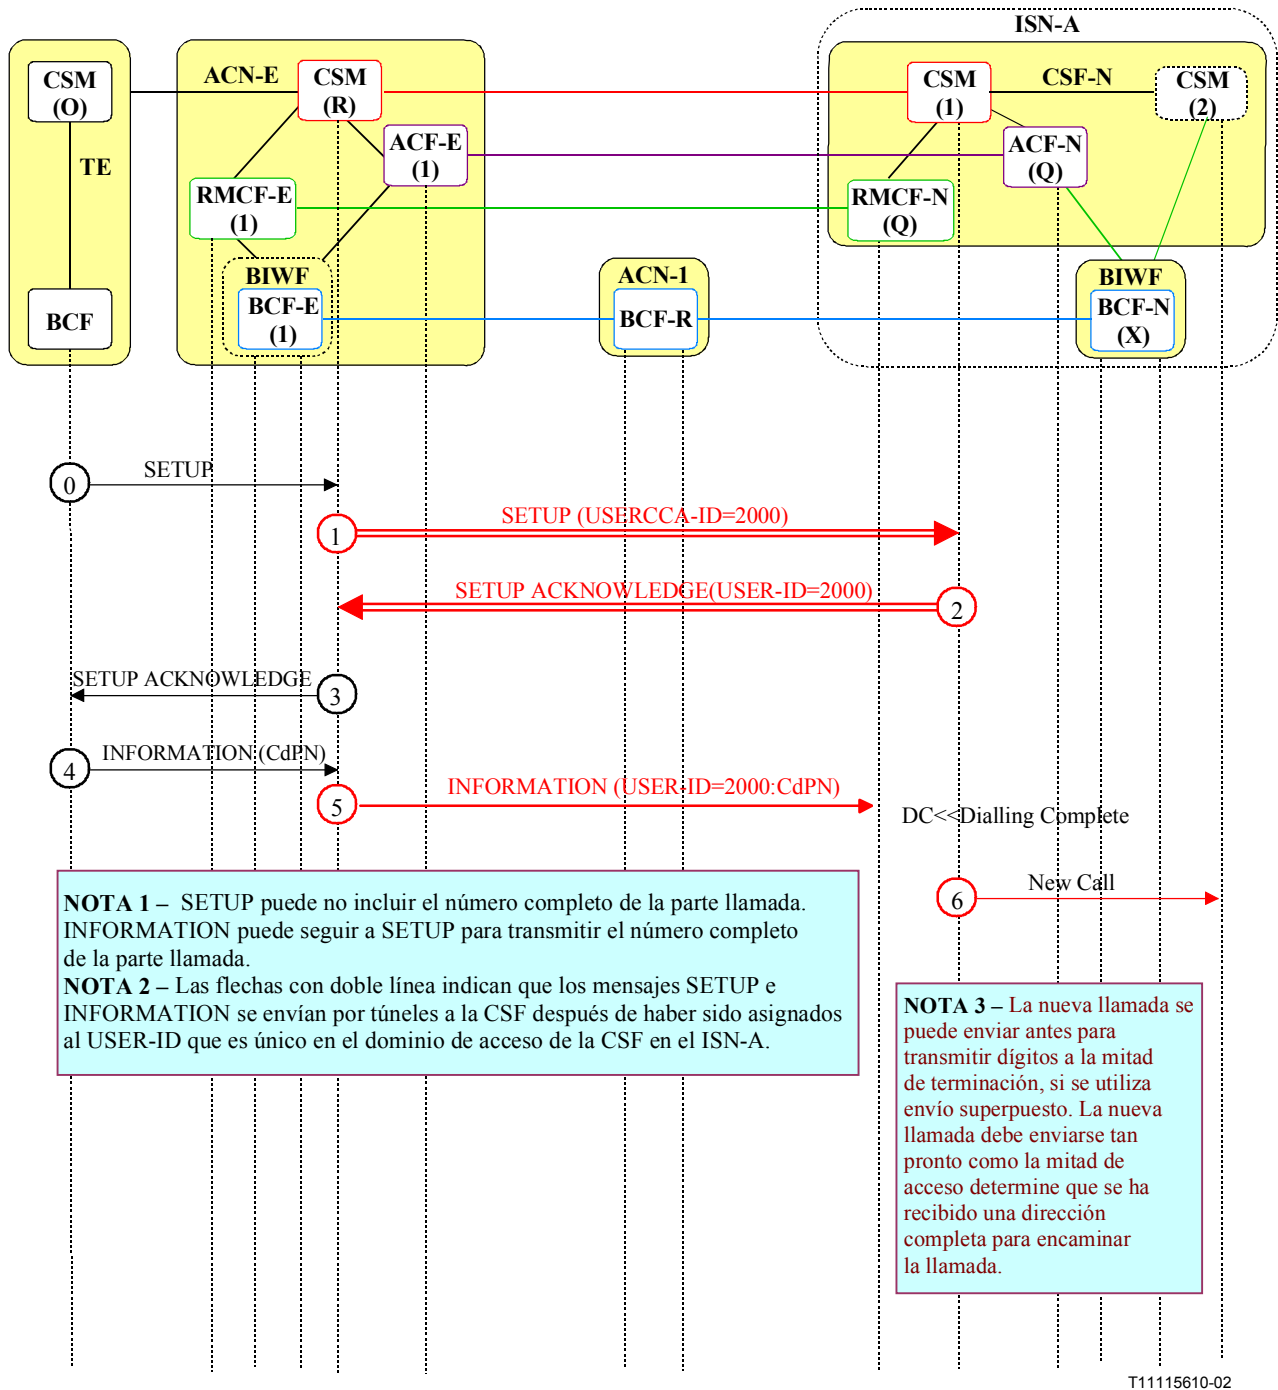 ISN-A
CSM
(O)
TE
BCF
ACN-E
CSM
(R)
ACF-E
(1)
RMCF-E
(1)
BIWF
BCF-E
(1)
ACN-1
BCF-R
CSM
(1)
CSF-N
CSM
(2)
ACF-N
(Q)
RMCF-N
(Q)
BIWF
BCF-N
(X)
0
SETUP
1
SETUP (USERCCA-ID=2000)
SETUP ACKNOWLEDGE(USER-ID=2000)
2
SETUP ACKNOWLEDGE
3
4
INFORMATION (CdPN)
5
INFORMATION (USER-ID=2000:CdPN)
DC<<Dialling Complete
6
New Call
NOTA 1 – SETUP puede no incluir el número completo de la parte llamada.
INFORMATION puede seguir a SETUP para transmitir el número completo
de la parte llamada.
NOTA 2 – Las flechas con doble línea indican que los mensajes SETUP e
INFORMATION se envían por túneles a la CSF después de haber sido asignados
al USER-ID que es único en el dominio de acceso de la CSF en el ISN-A.
NOTA 3 – La nueva llamada se
puede enviar antes para
transmitir dígitos a la mitad
de terminación, si se utiliza
envío superpuesto. La nueva
llamada debe enviarse tan
pronto como la mitad de
acceso determine que se ha
recibido una dirección
completa para encaminar
la llamada.
T11115610-02